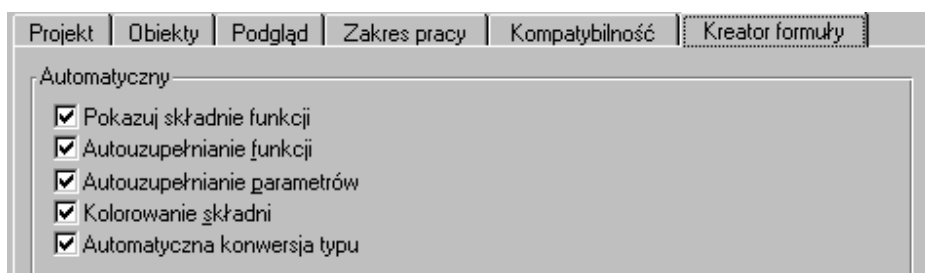 Projekt Obiekty Podgląd Zakres pracy Kompatybilność Kreator formuły
Automatyczny
Pokazuj składnie funkcji
Autouzupełnianie funkcji
Autouzupełnianie parametrów
Kolorowanie składni
Automatyczna konwersja typu